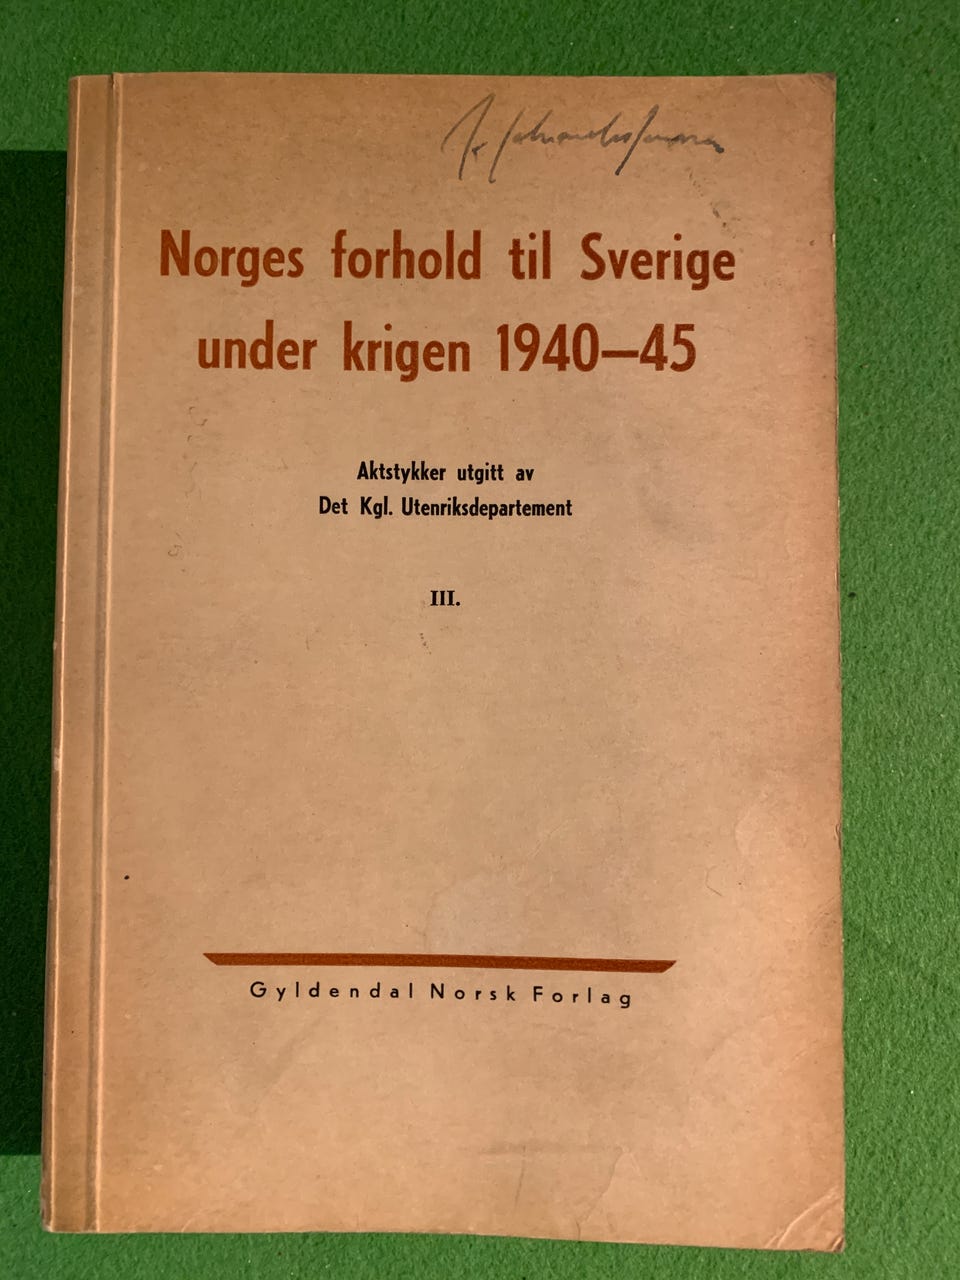 Norges forhold til Sverige
under krigen 1940–45
Aktstykker utgitt av
Det Kgl. Utenriksdepartement
III.
Gyldendal Norsk Forlag